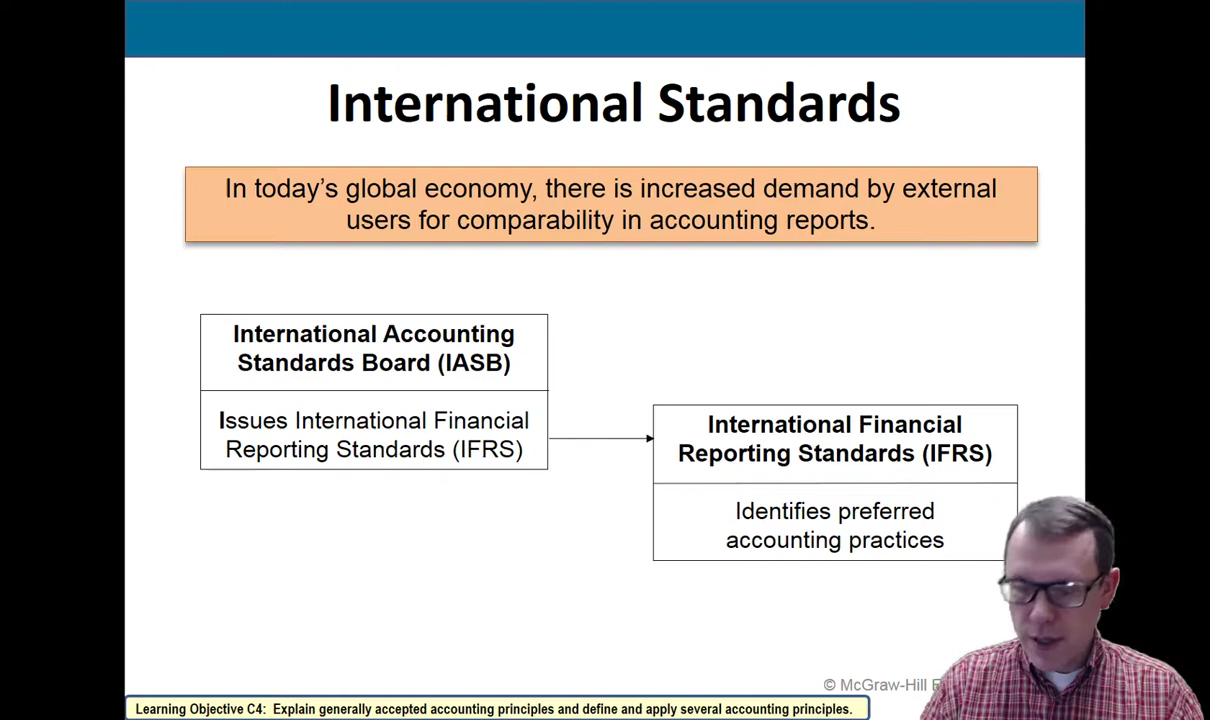 International Standards
In today’s global economy, there is increased demand by external
users for comparability in accounting reports.
International Accounting
Standards Board (IASB)
Issues International Financial
Reporting Standards (IFRS)
International Financial
Reporting Standards (IFRS)
Identifies preferred
accounting practices
© McGraw-Hill
Learning Objective C4: Explain generally accepted accounting principles and define and apply several accounting principles.